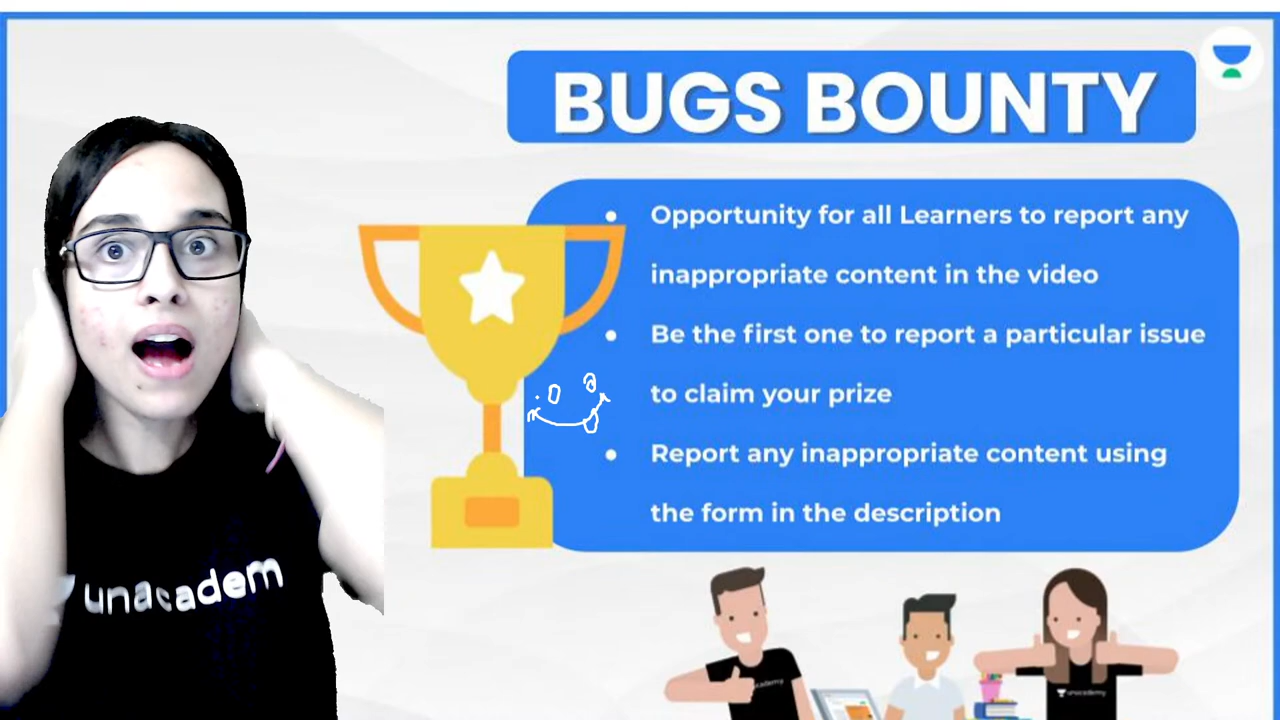 BUGS BOUNTY
• Opportunity for all Learners to report any
inappropriate content in the video
• Be the first one to report a particular issue
to claim your prize
• Report any inappropriate content using
the form in the description
unacadem
unacademy